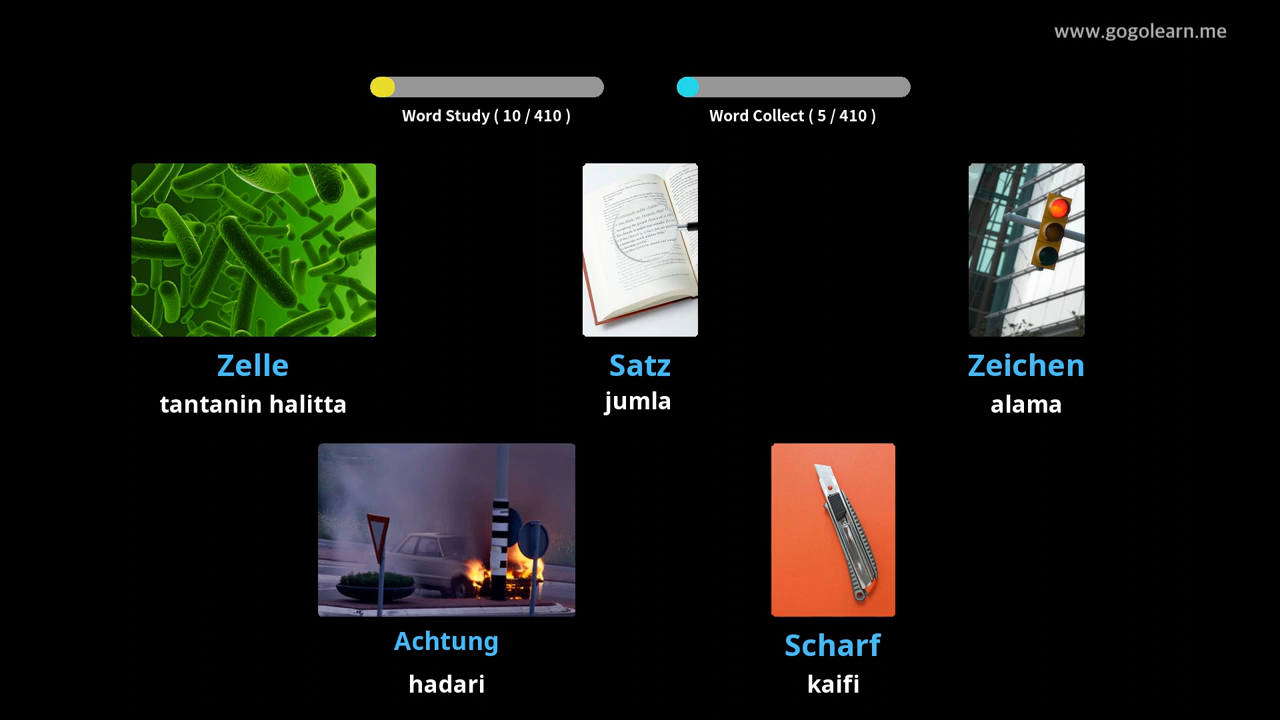 www.gogolearn.me
Word Study ( 10 / 410 )
Word Collect ( 5 / 410 )
Zelle
tantanin halitta
Satz
jumla
Zeichen
alama
Achtung
hadari
Scharf
kaifi